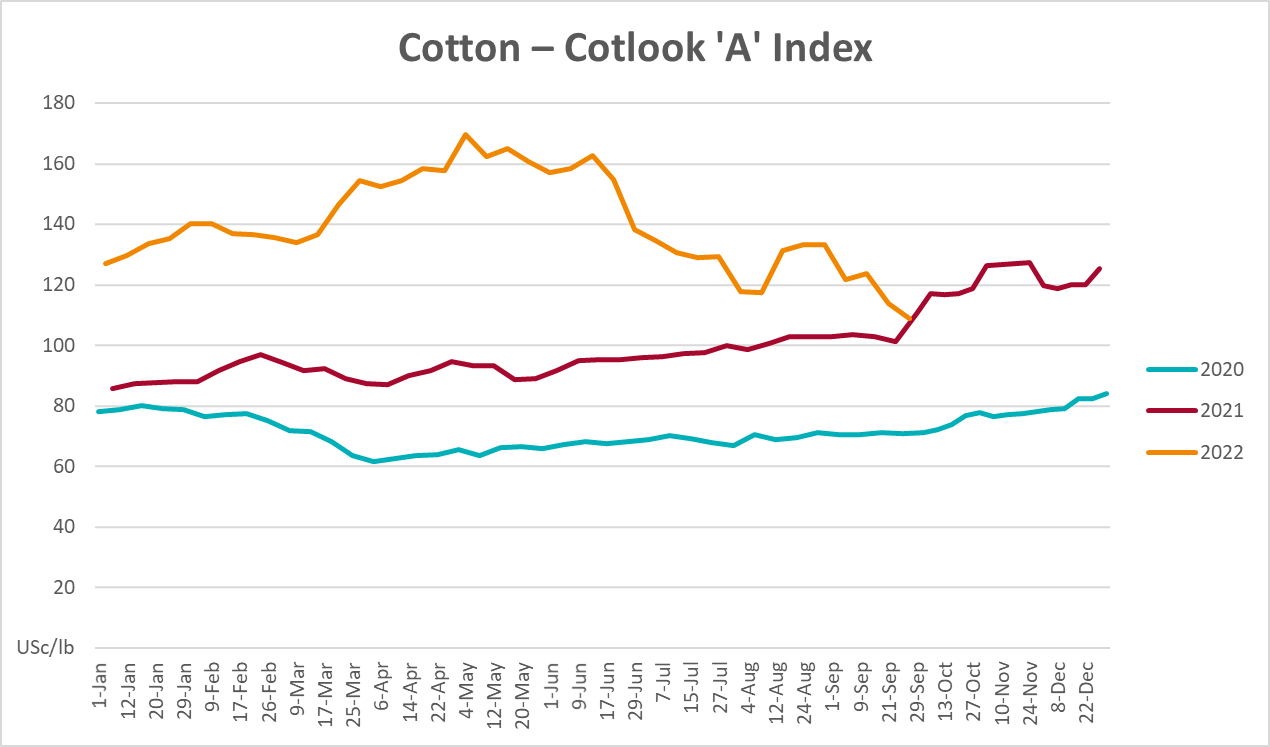 Cotton – Cotlook 'A' Index
180
160
140
120
100
80
60
40
20
USc/lb
1-Jan
12-Jan
20-Jan
29-Jan
9-Feb
17-Feb
26-Feb
9-Mar
17-Mar
25-Mar
6-Apr
14-Apr
22-Apr
4-May
12-May
20-May
1-Jun
9-Jun
17-Jun
29-Jun
7-Jul
15-Jul
27-Jul
4-Aug
12-Aug
24-Aug
1-Sep
9-Sep
21-Sep
29-Sep
13-Oct
27-Oct
10-Nov
24-Nov
8-Dec
22-Dec
2020
2021
2022